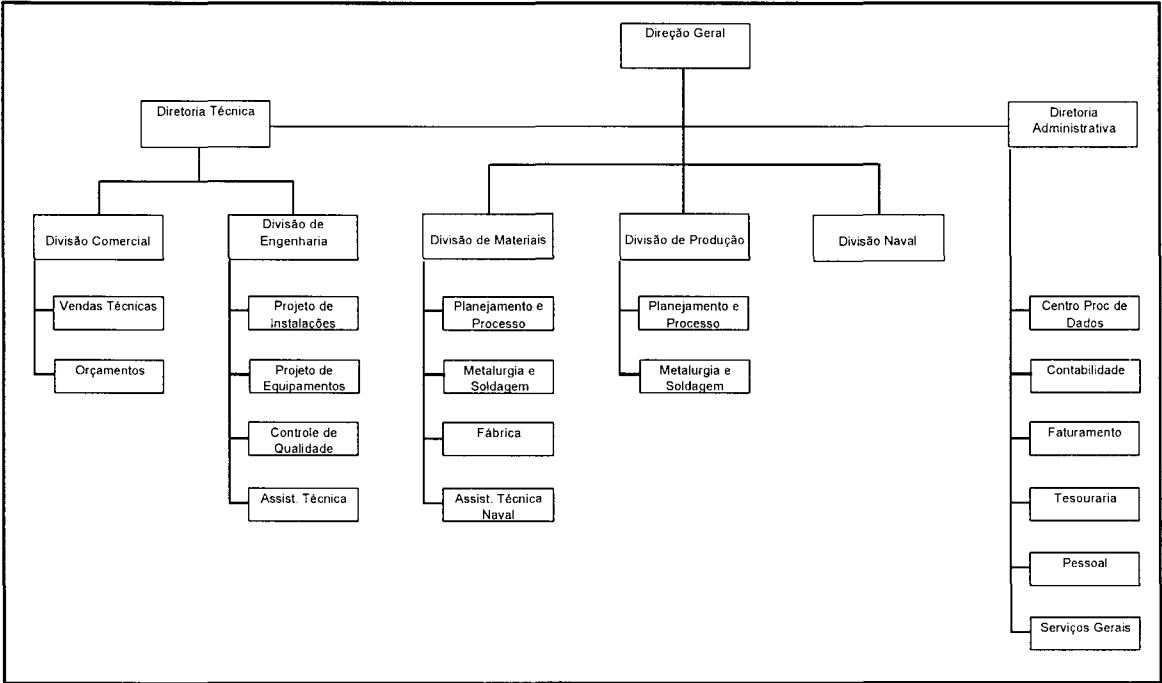 Direção Geral
Diretoria Técnica
Diretoria
Administrativa
Divisão Comercial
Divisão de
Engenharia
Divisão de Materiais
Divisão de Produção
Divisão Naval
Vendas Técnicas
Orçamentos
Projeto de
Instalações
Projeto de
Equipamentos
Controle de
Qualidade
Assist. Técnica
Planejamento e
Processo
Metalurgia e
Soldagem
Fábrica
Assist. Técnica
Naval
Planejamento e
Processo
Metalurgia e
Soldagem
Centro Proc de
Dados
Contabilidade
Faturamento
Tesouraria
Pessoal
Serviços Gerais